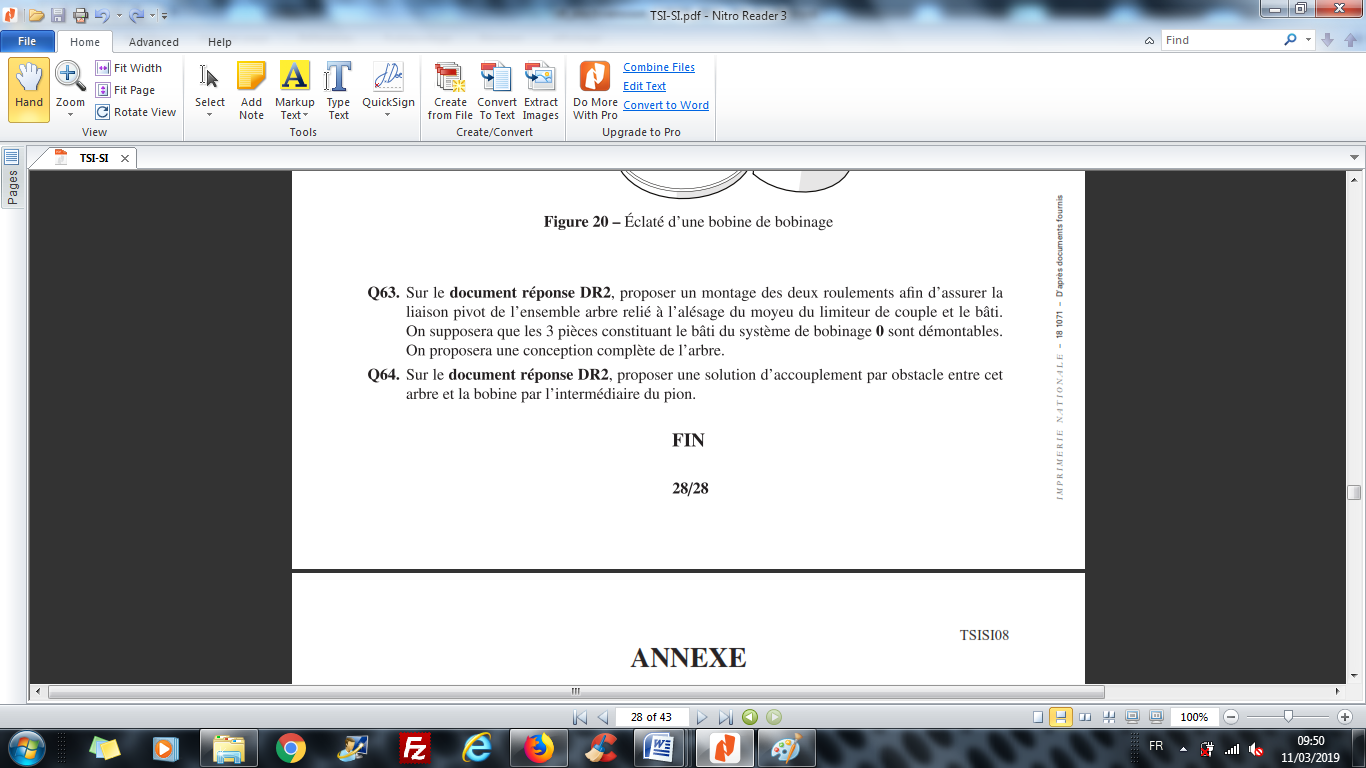 TSI-SI.pdf - Nitro Reader 3
File
Home
Advanced
Help
Find
Hand
Zoom
Fit Width
Fit Page
Rotate View
View
Select
Add Note
Markup Text
Type Text
QuickSign
Tools
Create from File
Convert To Text
Extract Images
Create/Convert
Do More With Pro
Combine Files
Edit Text
Convert to Word
Upgrade to Pro
TSI-SI
Pages
Figure 20 – Éclaté d’une bobine de bobinage
Q63. Sur le document réponse DR2, proposer un montage des deux roulements afin d’assurer la
liaison pivot de l’ensemble arbre relié à l’alésage du moyeu du limiteur de couple et le bâti.
On supposera que les 3 pièces constituant le bâti du système de bobinage 0 sont démontables.
On proposera une conception complète de l’arbre.
Q64. Sur le document réponse DR2, proposer une solution d’accouplement par obstacle entre cet
arbre et la bobine par l’intermédiaire du pion.
FIN
28/28
IMPRIMERIE NATIONALE – 18 1071 – D’après documents fournis
TSISI08
ANNEXE
28 of 43
100%
FR
09:50
11/03/2019